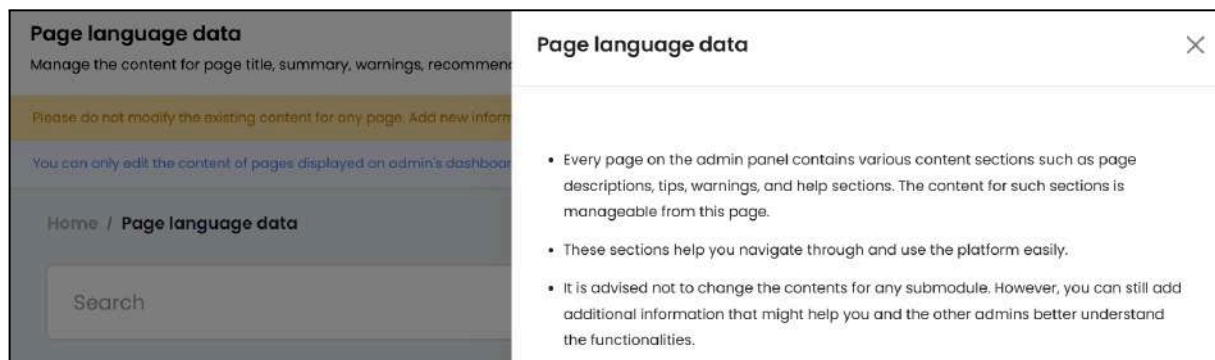 Page language data
Manage the content for page title, summary, warnings, recommen
Please do not modify the existing content for any page. Add new inform
You can only edit the content of pages displayed on admin's dashboar
Home / Page language data
Search
Page language data
• Every page on the admin panel contains various content sections such as page
descriptions, tips, warnings, and help sections. The content for such sections is
manageable from this page.
• These sections help you navigate through and use the platform easily.
• It is advised not to change the contents for any submodule. However, you can still add
additional information that might help you and the other admins better understand
the functionalities.